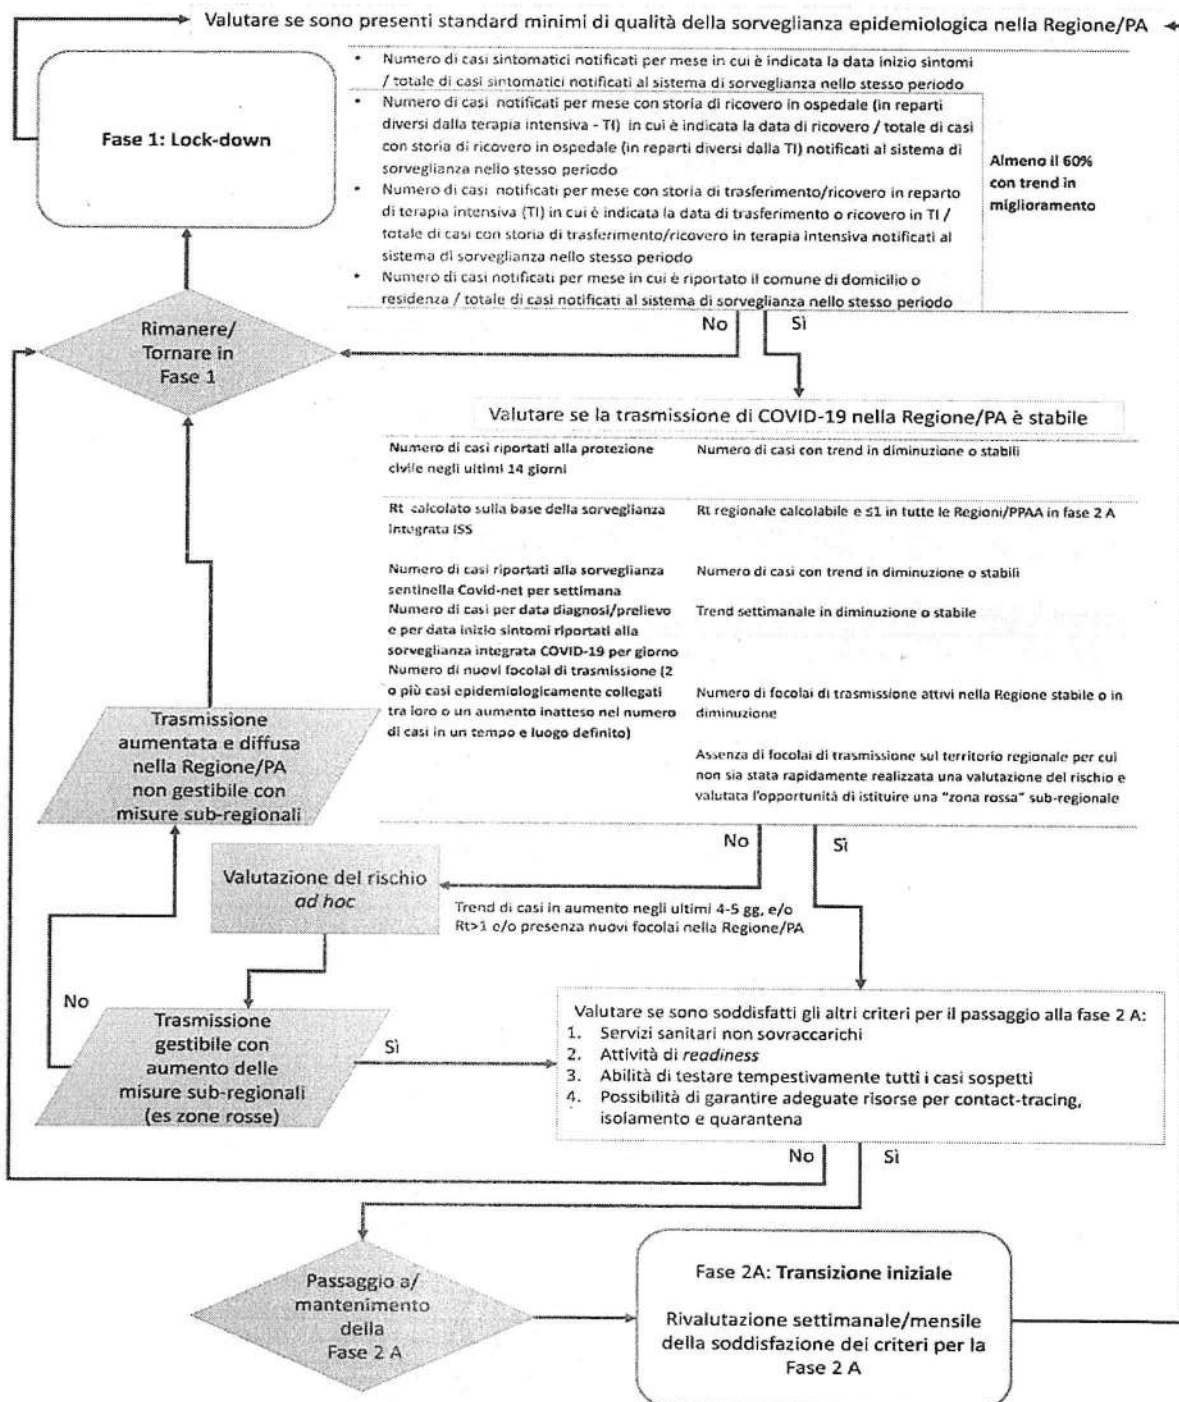 Valutare se sono presenti standard minimi di qualità della sorveglianza epidemiologica nella Regione/PA
Fase 1: Lock-down
• Numero di casi sintomatici notificati per mese in cui è indicata la data inizio sintomi
/ totale di casi sintomatici notificati al sistema di sorveglianza nello stesso periodo
• Numero di casi notificati per mese con storia di ricovero in ospedale (in reparti
diversi dalla terapia intensiva - TI) in cui è indicata la data di ricovero / totale di casi
con storia di ricovero in ospedale (in reparti diversi dalla TI) notificati al sistema di
sorveglianza nello stesso periodo
• Numero di casi notificati per mese con storia di trasferimento/ricovero in reparto
di terapia intensiva (TI) in cui è indicata la data di trasferimento o ricovero in TI /
totale di casi con storia di trasferimento/ricovero in terapia intensiva notificati al
sistema di sorveglianza nello stesso periodo
• Numero di casi notificati per mese in cui è riportato il comune di domicilio o
residenza / totale di casi notificati al sistema di sorveglianza nello stesso periodo
Almeno il 60%
con trend in
miglioramento
No
Sì
Rimanere/
Tornare in
Fase 1
Valutare se la trasmissione di COVID-19 nella Regione/PA è stabile
Numero di casi riportati alla protezione
civile negli ultimi 14 giorni
Numero di casi con trend in diminuzione o stabili
Rt calcolato sulla base della sorveglianza
integrata ISS
Rt regionale calcolabile e ≤1 in tutte le Regioni/PPAA in fase 2 A
Numero di casi riportati alla sorveglianza
sentinella Covid-net per settimana
Numero di casi con trend in diminuzione o stabili
Numero di casi per data diagnosi/prelievo
e per data inizio sintomi riportati alla
sorveglianza integrata COVID-19 per giorno
Trend settimanale in diminuzione o stabile
Numero di nuovi focolai di trasmissione (2
o più casi epidemiologicamente collegati
tra loro o un aumento inatteso nel numero
di casi in un tempo e luogo definito)
Numero di focolai di trasmissione attivi nella Regione stabile o in
diminuzione
Assenza di focolai di trasmissione sul territorio regionale per cui
non sia stata rapidamente realizzata una valutazione del rischio e
valutata l'opportunità di istituire una "zona rossa" sub-regionale
Trasmissione
aumentata e diffusa
nella Regione/PA
non gestibile con
misure sub-regionali
No
Sì
Valutazione del rischio
ad hoc
Trend di casi in aumento negli ultimi 4-5 gg, e/o
Rt>1 e/o presenza nuovi focolai nella Regione/PA
No
Trasmissione
gestibile con
aumento delle
misure sub-regionali
(es zone rosse)
Sì
Valutare se sono soddisfatti gli altri criteri per il passaggio alla fase 2 A:
1. Servizi sanitari non sovraccarichi
2. Attività di readiness
3. Abilità di testare tempestivamente tutti i casi sospetti
4. Possibilità di garantire adeguate risorse per contact-tracing,
isolamento e quarantena
No
Sì
Passaggio a/
mantenimento
della
Fase 2 A
Fase 2A: Transizione iniziale
Rivalutazione settimanale/mensile
della soddisfazione dei criteri per la
Fase 2 A